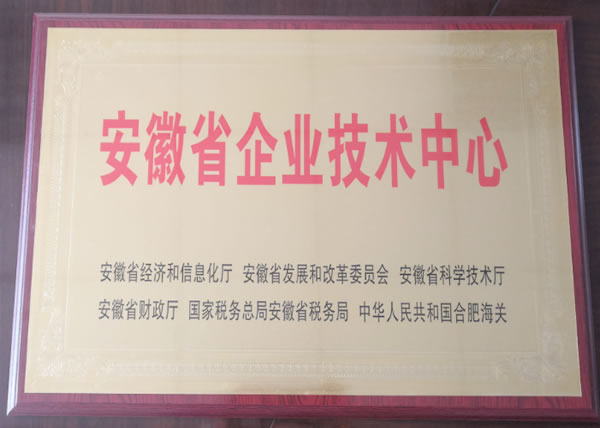 安徽省企业技术中心
安徽省经济和信息化厅 安徽省发展和改革委员会 安徽省科学技术厅
安徽省财政厅 国家税务总局安徽省税务局 中华人民共和国合肥海关